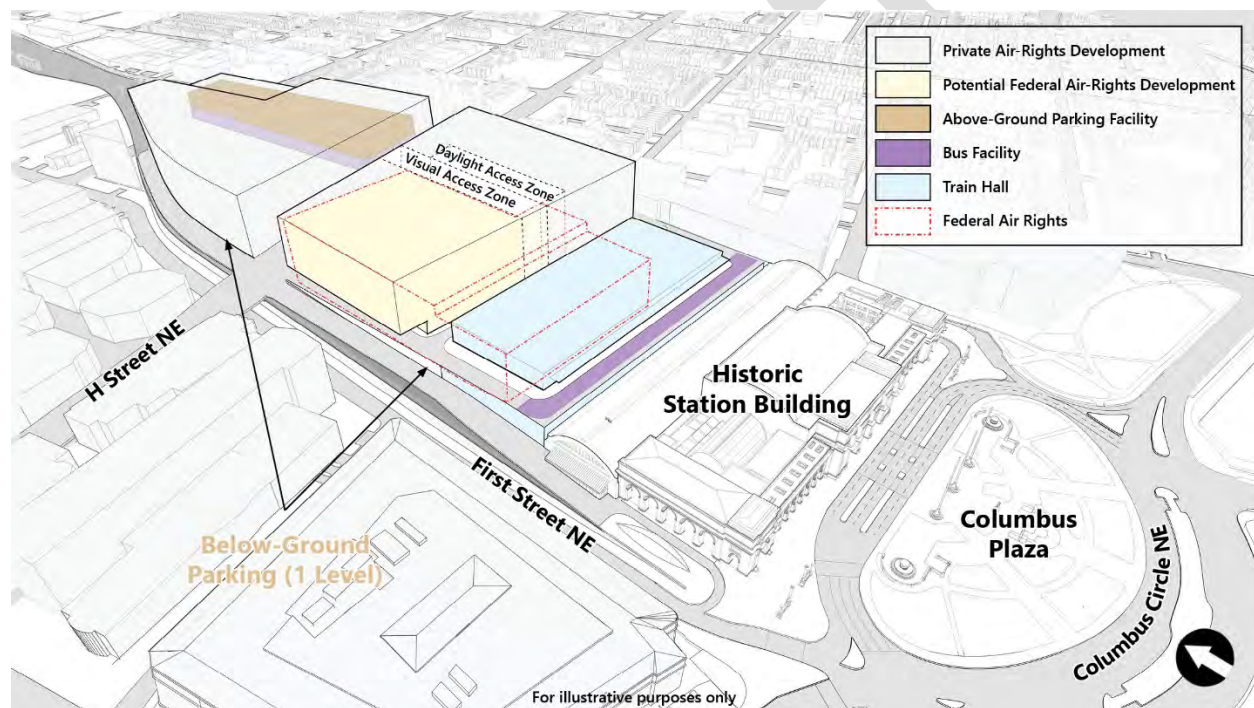 Private Air-Rights Development
Potential Federal Air-Rights Development
Above-Ground Parking Facility
Bus Facility
Train Hall
Federal Air Rights
Daylight Access Zone
Visual Access Zone
H Street NE
Historic
Station Building
First Street NE
Columbus
Plaza
Below-Ground
Parking (1 Level)
Columbus Circle NE
For illustrative purposes only